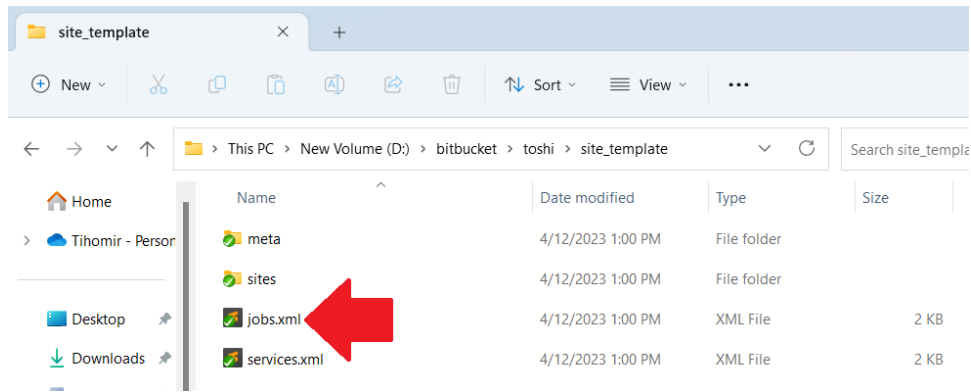 site_template
New Sort View
This PC > New Volume (D:) > bitbucket > toshi > site_template Search site_templa
Home Name Date modified Type Size
Tihomir - Person meta 4/12/2023 1:00 PM File folder
sites 4/12/2023 1:00 PM File folder
Desktop jobs.xml 4/12/2023 1:00 PM XML File 2 KB
Downloads services.xml 4/12/2023 1:00 PM XML File 2 KB